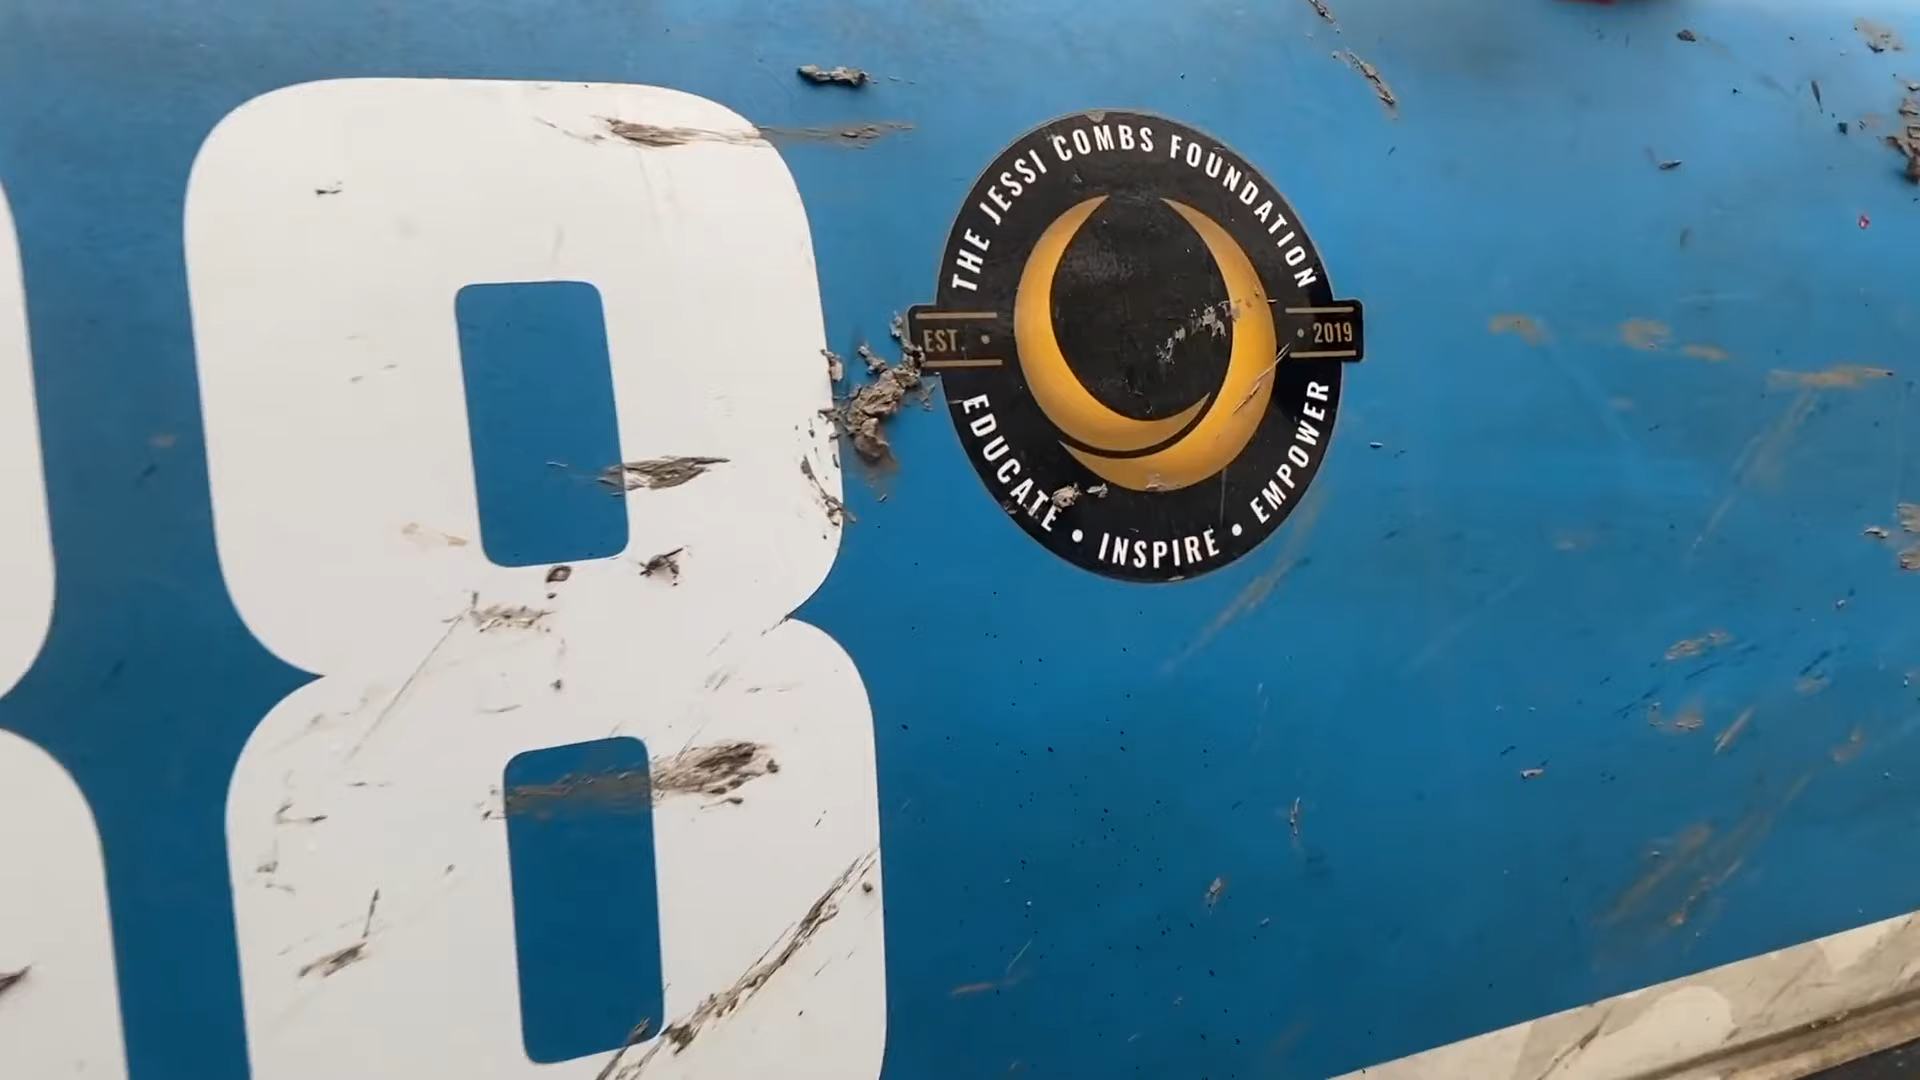 8
THE JESSI COMBS FOUNDATION
EST. • • 2019
EDUCATE • INSPIRE • EMPOWER